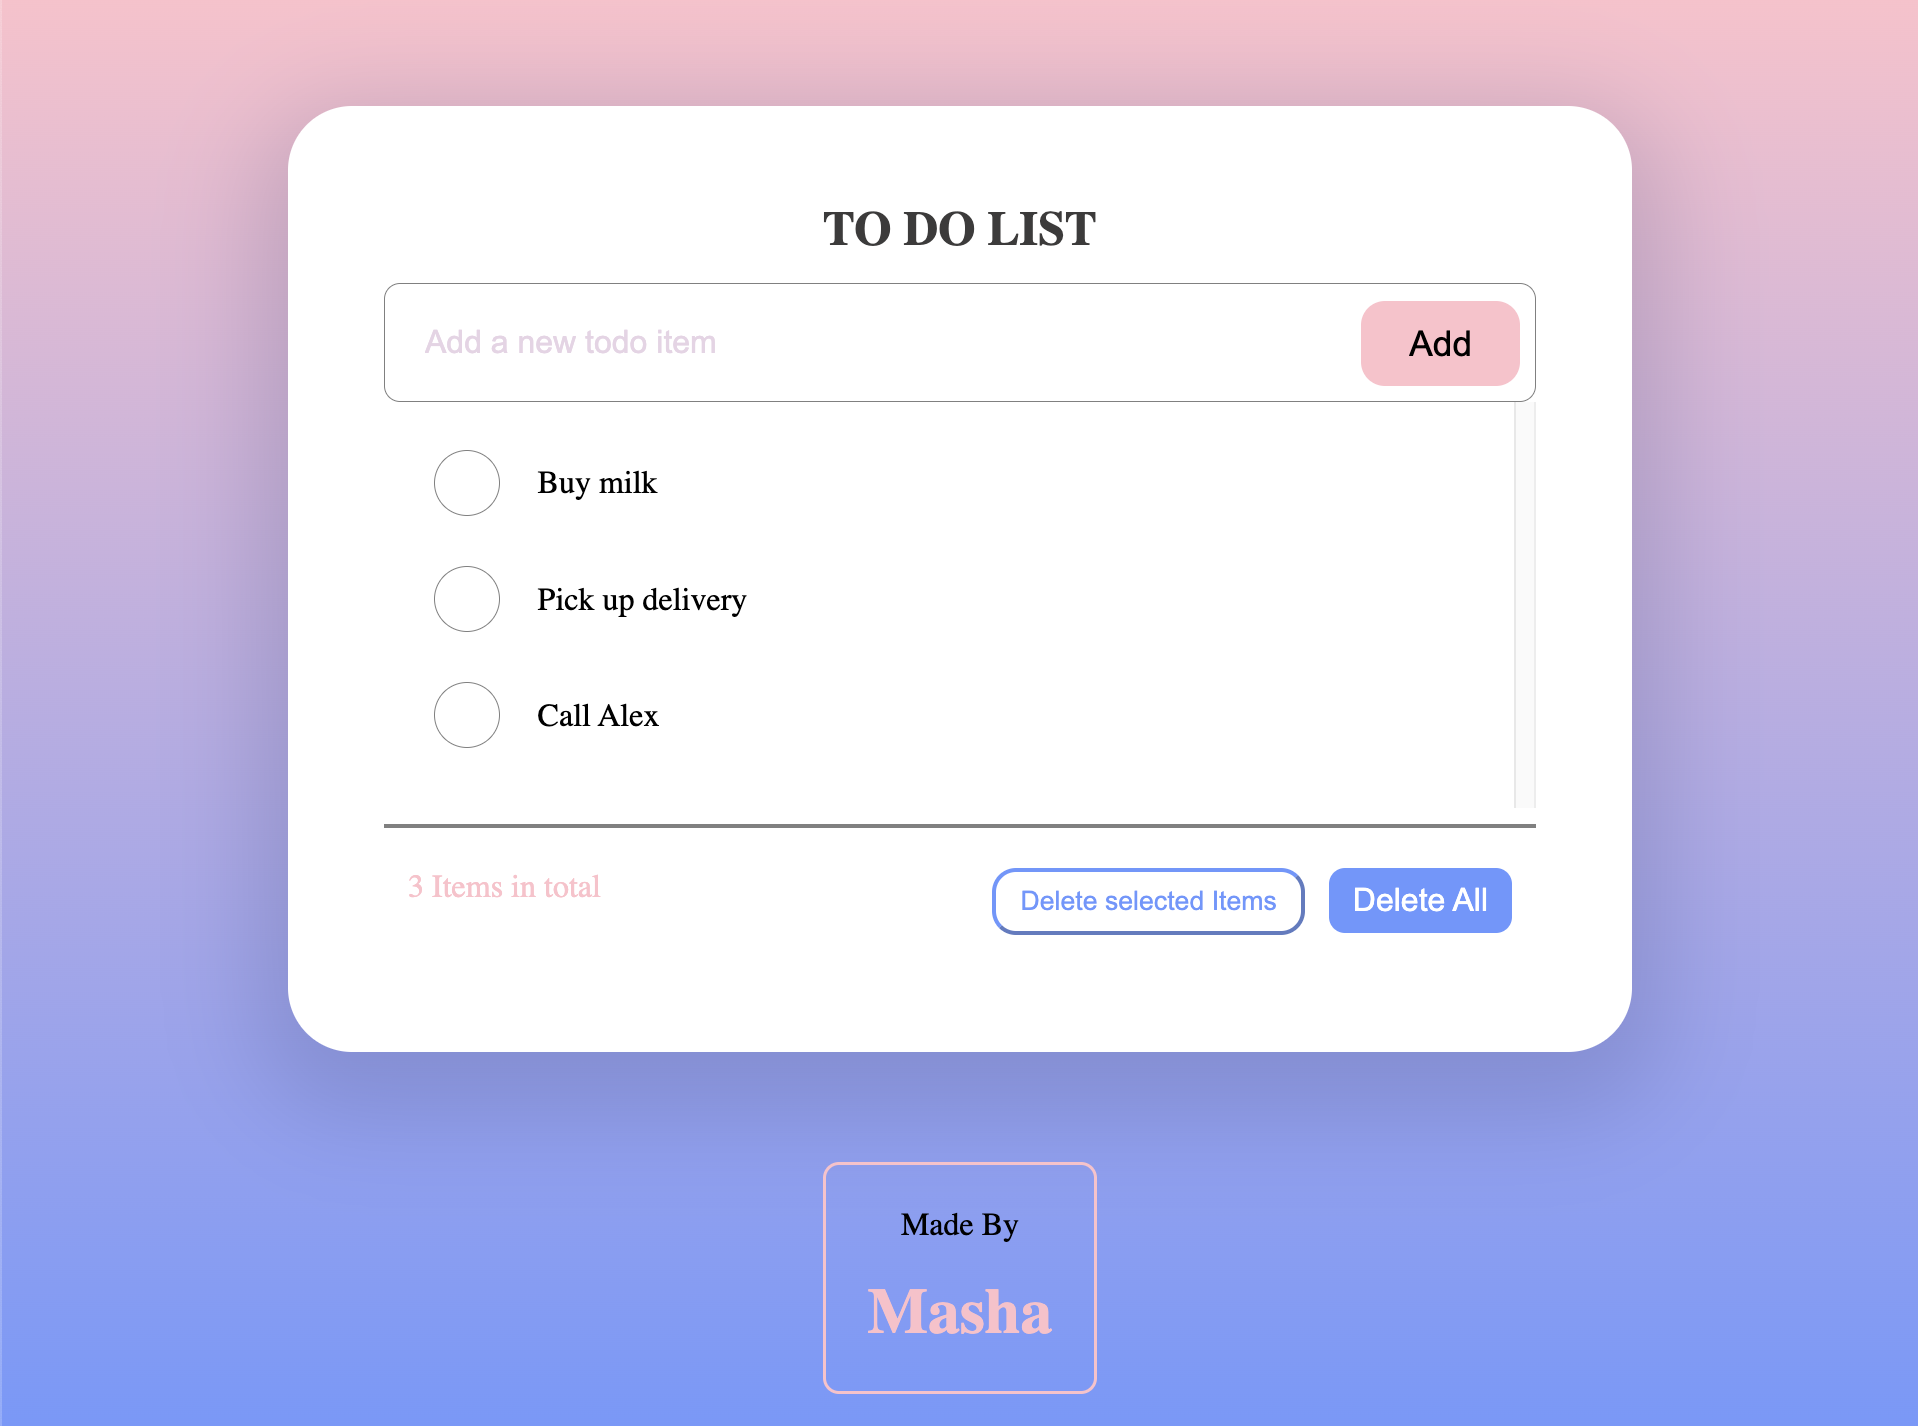 TO DO LIST
Add a new todo item
Add
Buy milk
Pick up delivery
Call Alex
3 Items in total
Delete selected Items
Delete All
Made By
Masha